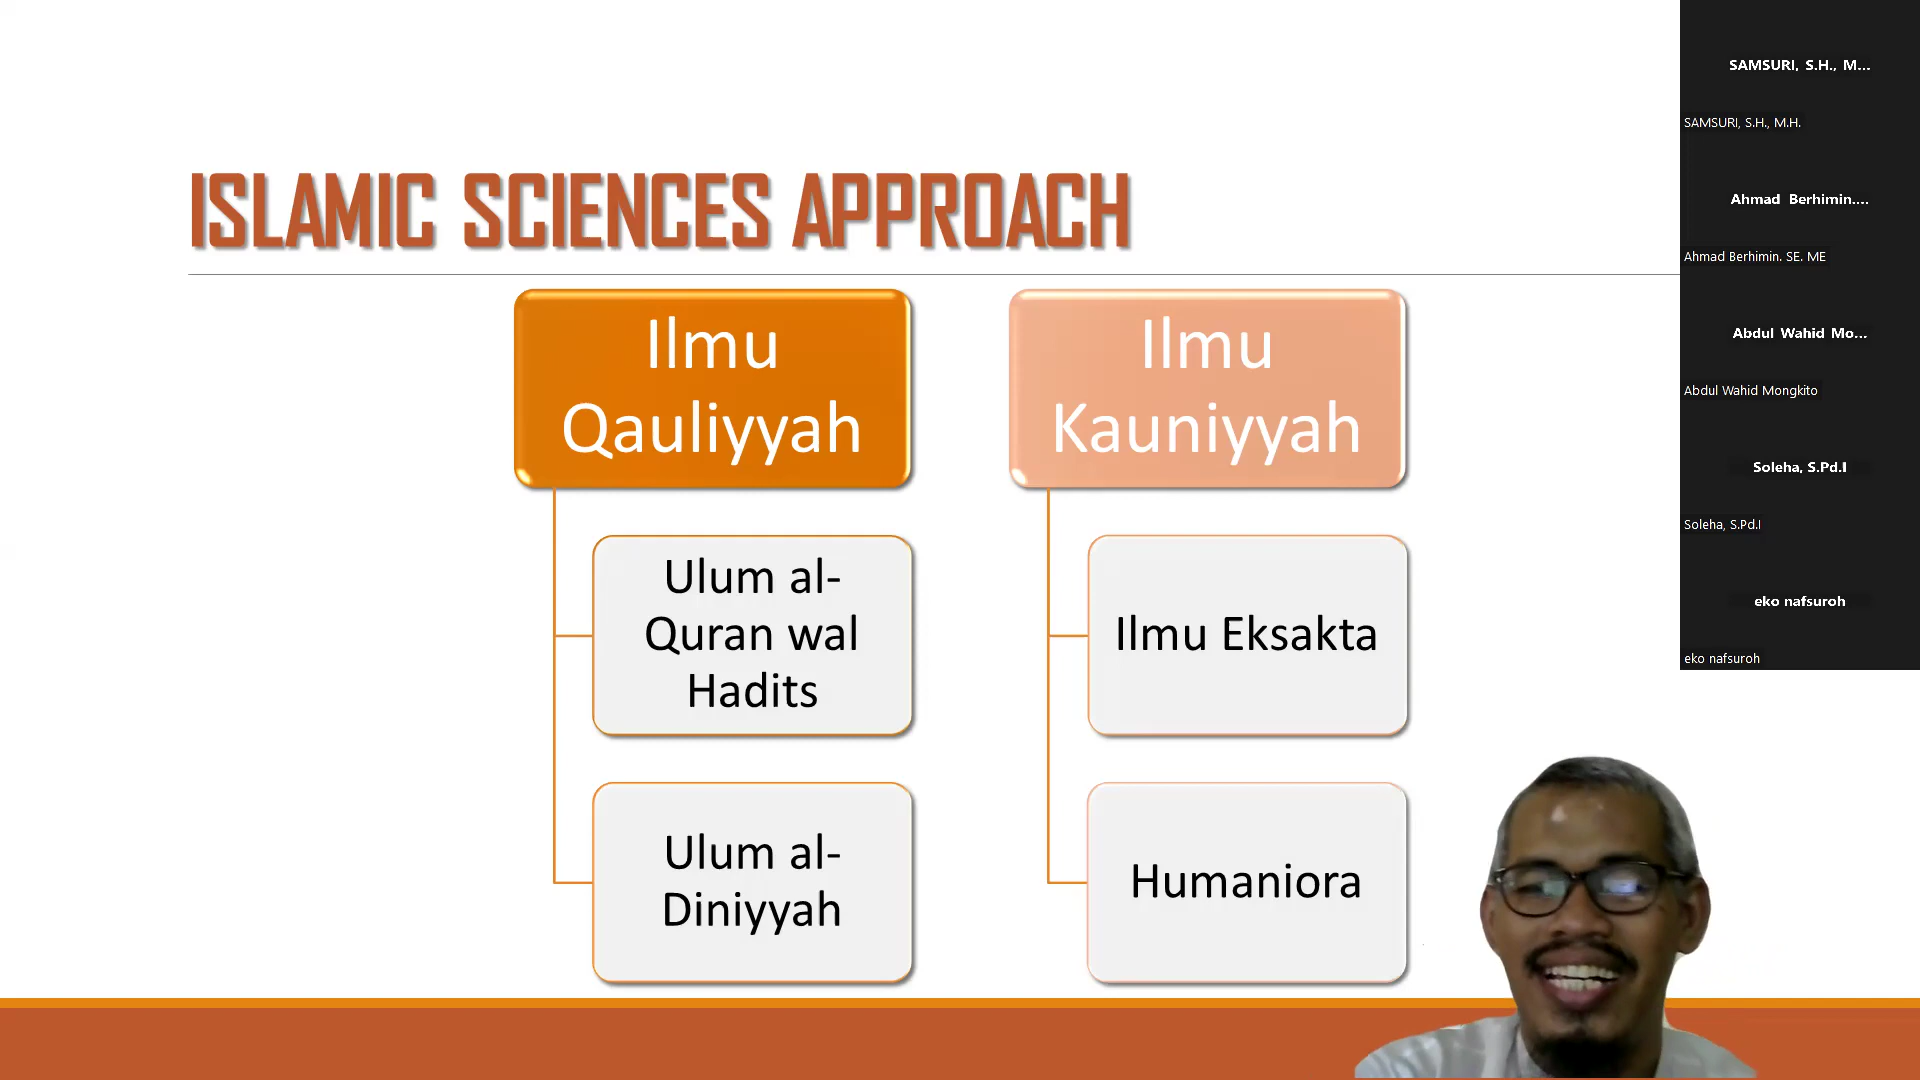 ISLAMIC SCIENCES APPROACH
Ilmu
Qauliyyah
Ulum al-
Quran wal
Hadits
Ulum al-
Diniyyah
Ilmu
Kauniyyah
Ilmu Eksakta
Humaniora
SAMSURI, S.H., M...
SAMSURI, S.H., M.H.
Ahmad Berhimin....
Ahmad Berhimin. SE. ME
Abdul Wahid Mo...
Abdul Wahid Mongkito
Soleha, S.Pd.I
Soleha, S.Pd.I
eko nafsuroh
eko nafsuroh